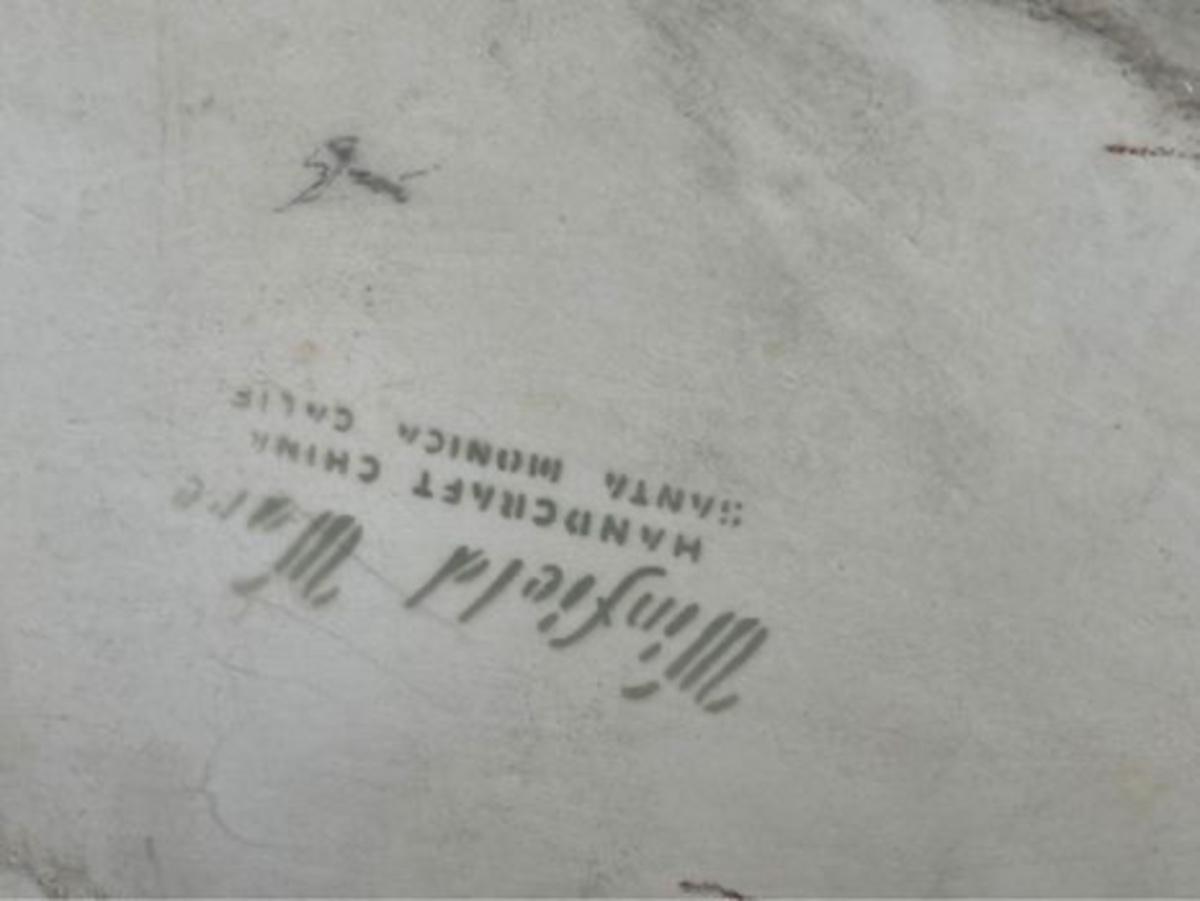 Winfield Ware
HANDCRAFT CHINA
SANTA MONICA CALIF